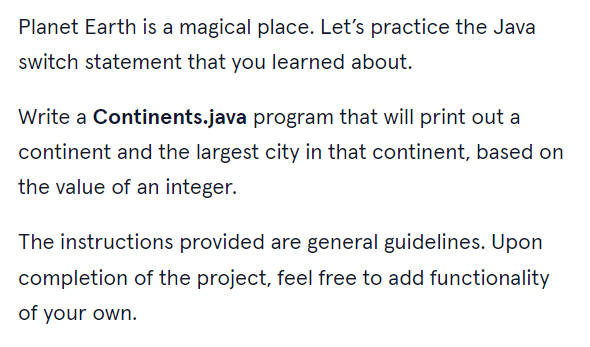 Planet Earth is a magical place. Let’s practice the Java
switch statement that you learned about.
Write a Continents.java program that will print out a
continent and the largest city in that continent, based on
the value of an integer.
The instructions provided are general guidelines. Upon
completion of the project, feel free to add functionality
of your own.